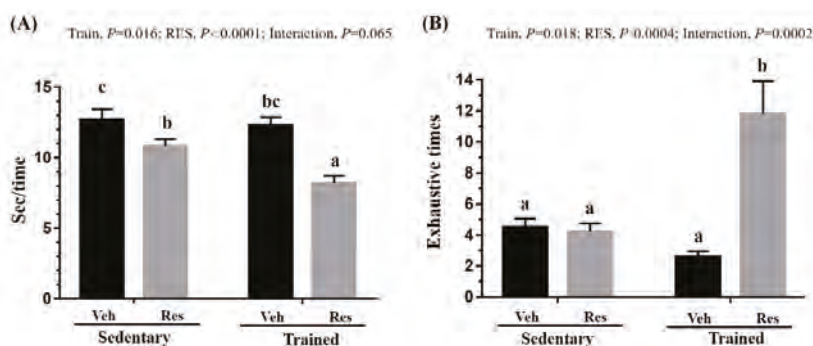 (A)
Train, P=0.016; RES, P<0.0001; Interaction, P=0.065
15
10
5
0
Sec/time
c
b
bc
a
Veh Res Veh Res
Sedentary Trained
(B)
Train, P=0.018; RES, P=0.0004; Interaction, P=0.0002
14
12
10
8
6
4
2
0
Exhaustive times
a
a
a
b
Veh Res Veh Res
Sedentary Trained